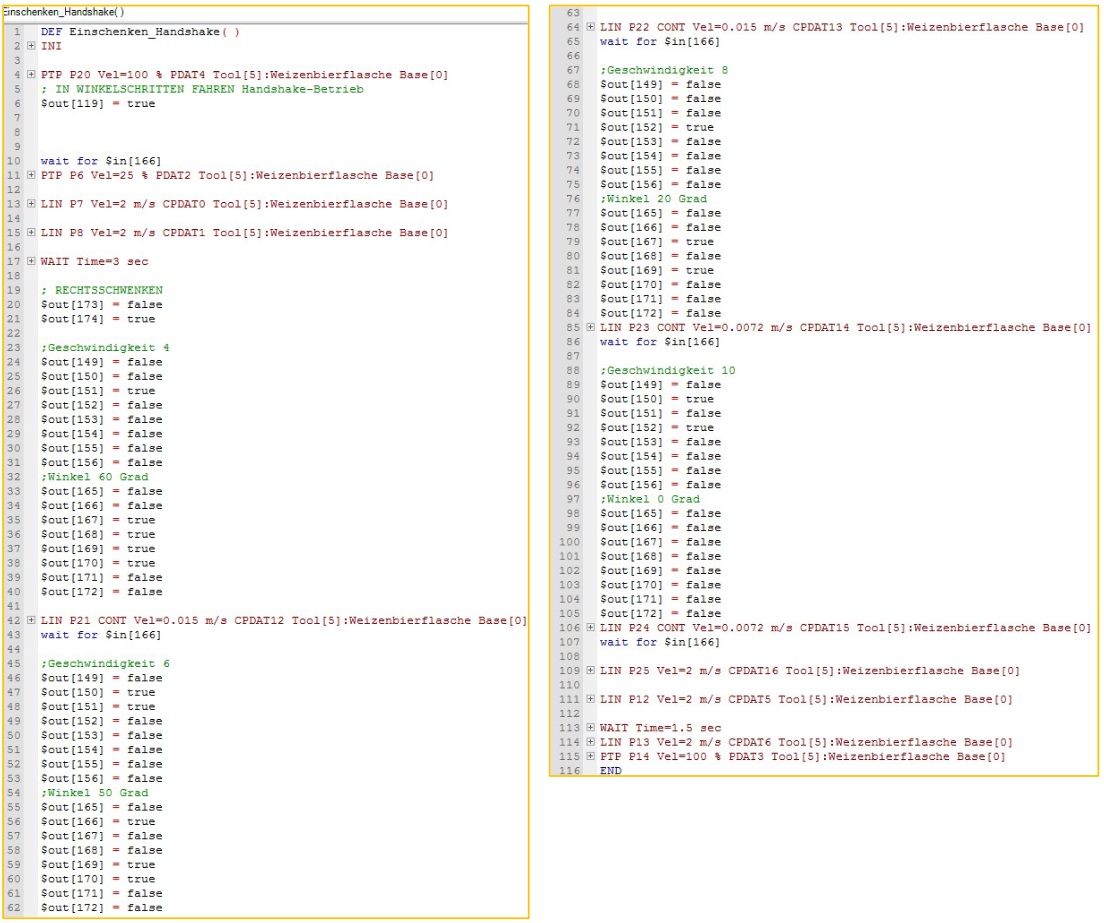 Einschenken_Handshake( )
1 DEF Einschenken_Handshake( )
2 INI
3
4 PTP P20 Vel=100 % PDAT4 Tool[5]:Weizenbierflasche Base[0]
5 ; IN WINKELSCHRITTEN FAHREN Handshake-Betrieb
6 $out[119] = true
7
8
9
10 wait for $in[166]
11 PTP P6 Vel=25 % PDAT2 Tool[5]:Weizenbierflasche Base[0]
12
13 LIN P7 Vel=2 m/s CPDAT0 Tool[5]:Weizenbierflasche Base[0]
14
15 LIN P8 Vel=2 m/s CPDAT1 Tool[5]:Weizenbierflasche Base[0]
16
17 WAIT Time=3 sec
18
19 ; RECHTSSCHWENKEN
20 $out[173] = false
21 $out[174] = true
22
23 ;Geschwindigkeit 4
24 $out[149] = false
25 $out[150] = false
26 $out[151] = true
27 $out[152] = false
28 $out[153] = false
29 $out[154] = false
30 $out[155] = false
31 $out[156] = false
32 ;Winkel 60 Grad
33 $out[165] = false
34 $out[166] = false
35 $out[167] = true
36 $out[168] = true
37 $out[169] = true
38 $out[170] = true
39 $out[171] = false
40 $out[172] = false
41
42 LIN P21 CONT Vel=0.015 m/s CPDAT12 Tool[5]:Weizenbierflasche Base[0]
43 wait for $in[166]
44
45 ;Geschwindigkeit 6
46 $out[149] = false
47 $out[150] = true
48 $out[151] = true
49 $out[152] = false
50 $out[153] = false
51 $out[154] = false
52 $out[155] = false
53 $out[156] = false
54 ;Winkel 50 Grad
55 $out[165] = false
56 $out[166] = true
57 $out[167] = false
58 $out[168] = false
59 $out[169] = true
60 $out[170] = true
61 $out[171] = false
62 $out[172] = false
63
64 LIN P22 CONT Vel=0.015 m/s CPDAT13 Tool[5]:Weizenbierflasche Base[0]
65 wait for $in[166]
66
67 ;Geschwindigkeit 8
68 $out[149] = false
69 $out[150] = false
70 $out[151] = false
71 $out[152] = true
72 $out[153] = false
73 $out[154] = false
74 $out[155] = false
75 $out[156] = false
76 ;Winkel 20 Grad
77 $out[165] = false
78 $out[166] = false
79 $out[167] = true
80 $out[168] = false
81 $out[169] = true
82 $out[170] = false
83 $out[171] = false
84 $out[172] = false
85 LIN P23 CONT Vel=0.0072 m/s CPDAT14 Tool[5]:Weizenbierflasche Base[0]
86 wait for $in[166]
87
88 ;Geschwindigkeit 10
89 $out[149] = false
90 $out[150] = true
91 $out[151] = false
92 $out[152] = true
93 $out[153] = false
94 $out[154] = false
95 $out[155] = false
96 $out[156] = false
97 ;Winkel 0 Grad
98 $out[165] = false
99 $out[166] = false
100 $out[167] = false
101 $out[168] = false
102 $out[169] = false
103 $out[170] = false
104 $out[171] = false
105 $out[172] = false
106 LIN P24 CONT Vel=0.0072 m/s CPDAT15 Tool[5]:Weizenbierflasche Base[0]
107 wait for $in[166]
108
109 LIN P25 Vel=2 m/s CPDAT16 Tool[5]:Weizenbierflasche Base[0]
110
111 LIN P12 Vel=2 m/s CPDAT5 Tool[5]:Weizenbierflasche Base[0]
112
113 WAIT Time=1.5 sec
114 LIN P13 Vel=2 m/s CPDAT6 Tool[5]:Weizenbierflasche Base[0]
115 PTP P14 Vel=100 % PDAT3 Tool[5]:Weizenbierflasche Base[0]
116 END